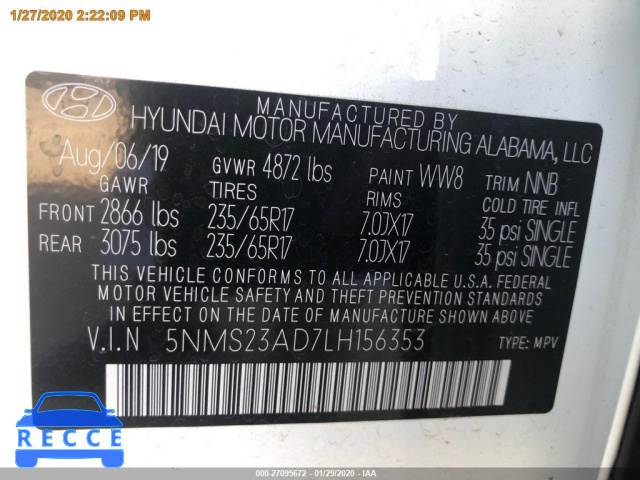 1/27/2020 2:22:09 PM
MANUFACTURED BY
HYUNDAI MOTOR MANUFACTURING ALABAMA, LLC
Aug/06/19 GVWR 4872 lbs PAINT WW8 TRIM NNB
GAWR TIRES RIMS COLD TIRE INFL
FRONT 2866 lbs 235/65R17 7.0JX17 35 psi SINGLE
REAR 3075 lbs 235/65R17 7.0JX17 35 psi SINGLE
THIS VEHICLE CONFORMS TO ALL APPLICABLE U.S.A. FEDERAL
MOTOR VEHICLE SAFETY AND THEFT PREVENTION STANDARDS
IN EFFECT ON THE DATE OF MANUFACTURE SHOWN ABOVE.
V.I.N 5NMS23AD7LH156353 TYPE: MPV
RECCE
000-27095672 01/29/2020 - IAA